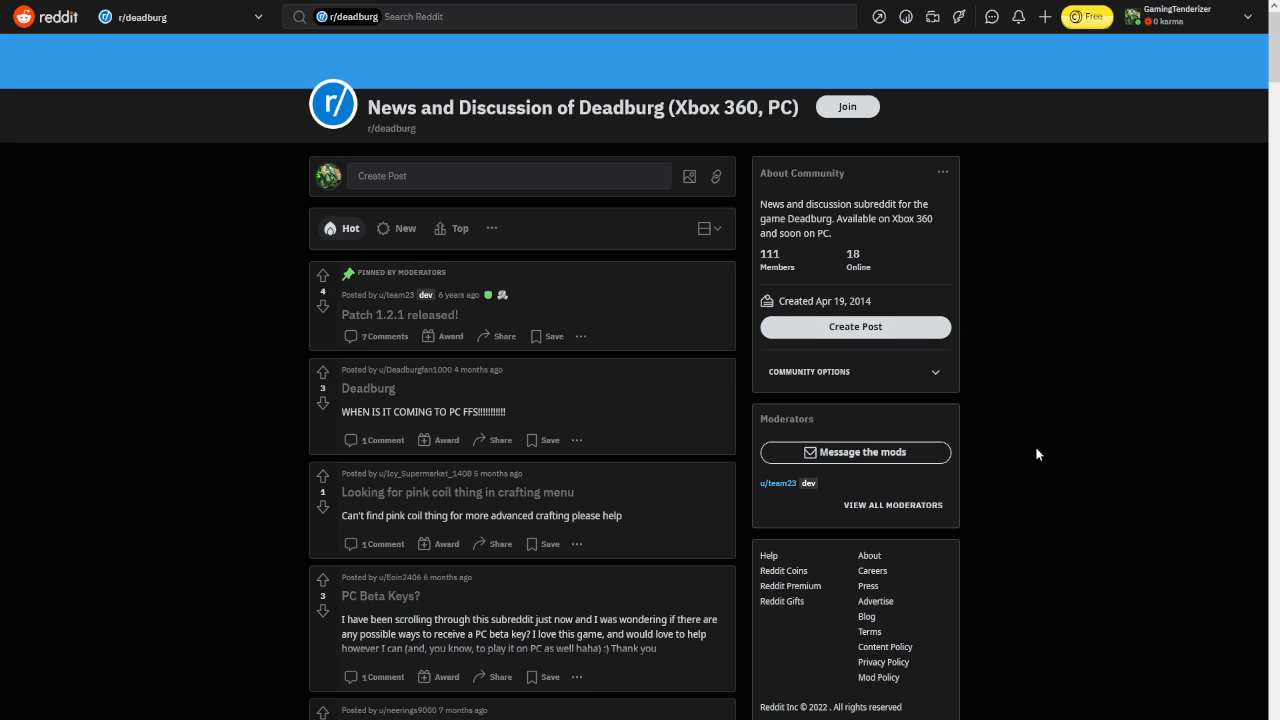 reddit r/deadburg r/deadburg Search Reddit Free GamingTenderizer
0 karma
r/ News and Discussion of Deadburg (Xbox 360, PC) Join
r/deadburg
Create Post
Hot New Top
PINNED BY MODERATORS
4
Posted by u/team23 dev 6 years ago
Patch 1.2.1 released!
7 Comments Award Share Save
3
Posted by u/Deadburgfan1000 4 months ago
Deadburg
WHEN IS IT COMING TO PC FFS!!!!!!!!!!!
1 Comment Award Share Save
1
Posted by u/Icy_Supermarket_1408 5 months ago
Looking for pink coil thing in crafting menu
Can't find pink coil thing for more advanced crafting please help
1 Comment Award Share Save
3
Posted by u/Eoin2406 6 months ago
PC Beta Keys?
I have been scrolling through this subreddit just now and I was wondering if there are
any possible ways to receive a PC beta key? I love this game, and would love to help
however I can (and, you know, to play it on PC as well haha) :) Thank you
1 Comment Award Share Save
Posted by u/neerings9000 7 months ago
About Community
News and discussion subreddit for the
game Deadburg. Available on Xbox 360
and soon on PC.
111 18
Members Online
Created Apr 19, 2014
Create Post
COMMUNITY OPTIONS
Moderators
Message the mods
u/team23 dev
VIEW ALL MODERATORS
Help About
Reddit Coins Careers
Reddit Premium Press
Reddit Gifts Advertise
Blog
Terms
Content Policy
Privacy Policy
Mod Policy
Reddit Inc © 2022 . All rights reserved